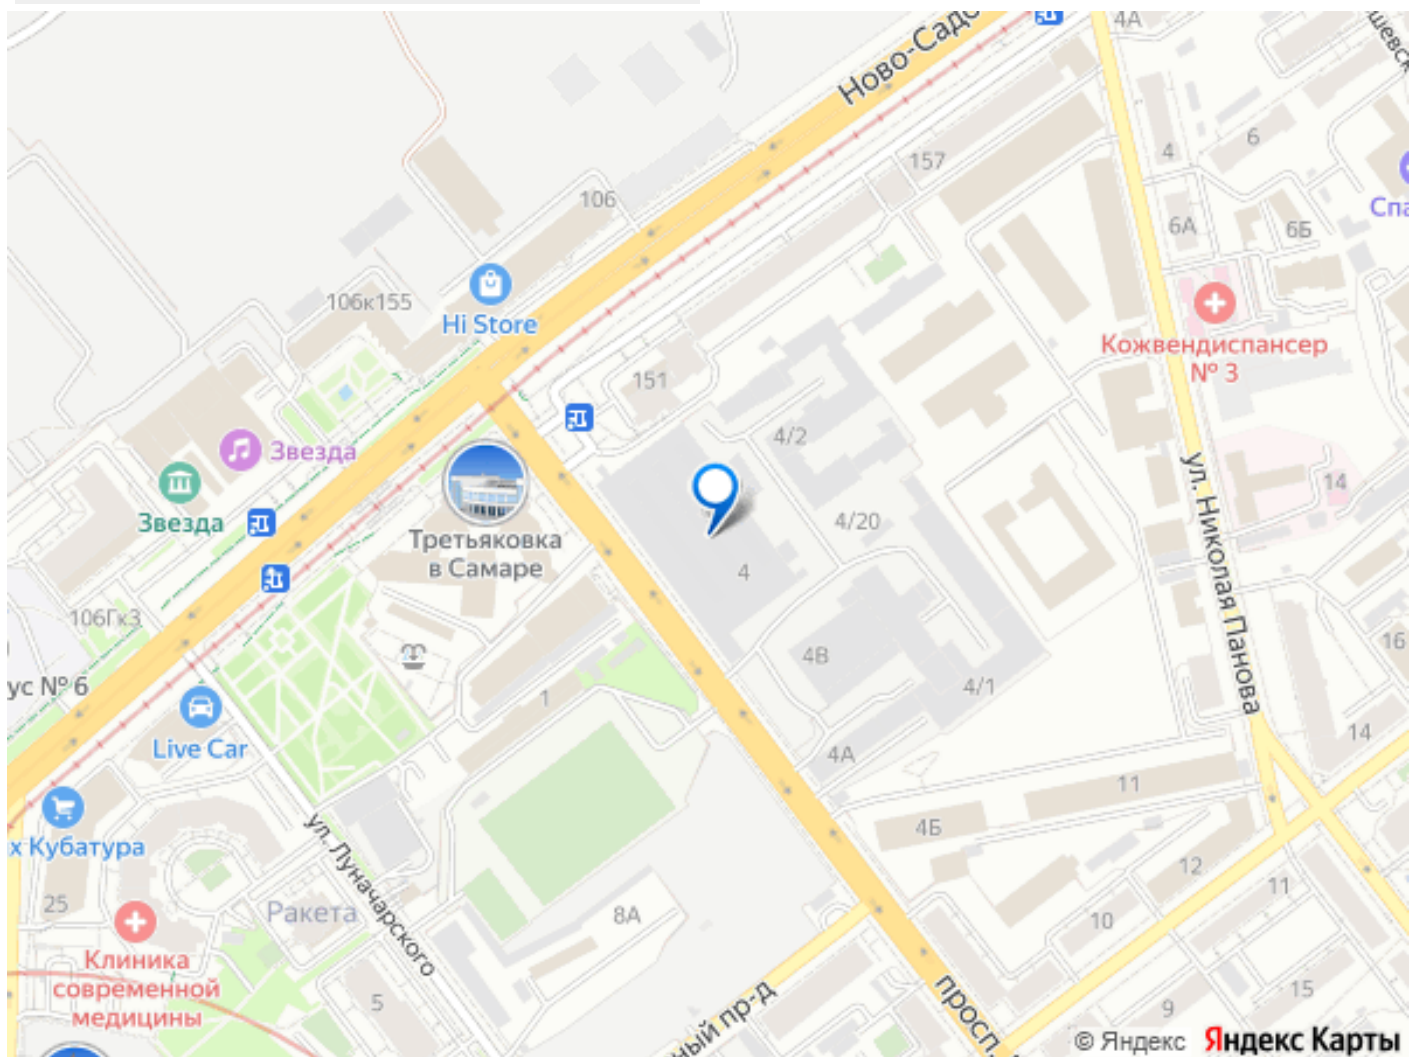 Ново-Садо
4А
157
4
6
6А
6Б
Спа
106
106к155
Hi Store
Кожвендиспансер
№ 3
151
Звезда
Звезда
4/2
14
Третьяковка
в Самаре
4/20
4
ул. Николая Панова
106Гк3
4В
16
ус № 6
4/1
1
Live Car
14
4А
11
х Кубатура
4Б
ул. Луначарского
12
11
25
Ракета
8А
10
Клиника
современной
медицины
5
ный пр-д
просп.
9
15
© Яндекс Яндекс Карты